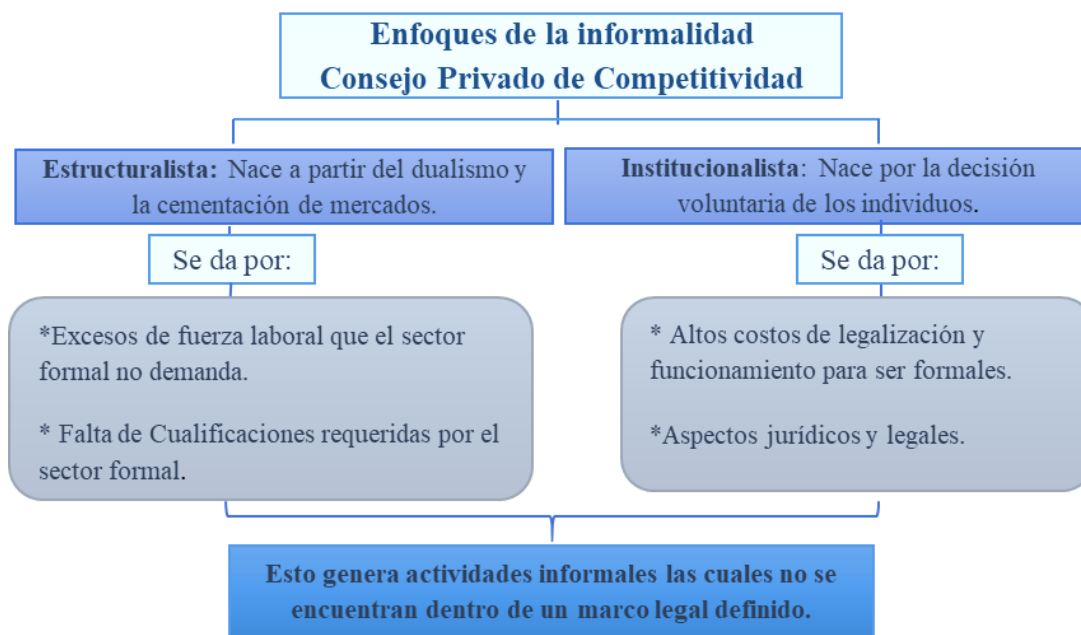 Enfoques de la informalidad
Consejo Privado de Competitividad
Estructuralista: Nace a partir del dualismo y
la cementación de mercados.
Institucionalista: Nace por la decisión
voluntaria de los individuos.
Se da por:
Se da por:
*Excesos de fuerza laboral que el sector
formal no demanda.
* Falta de Cualificaciones requeridas por el
sector formal.
* Altos costos de legalización y
funcionamiento para ser formales.
*Aspectos jurídicos y legales.
Esto genera actividades informales las cuales no se
encuentran dentro de un marco legal definido.